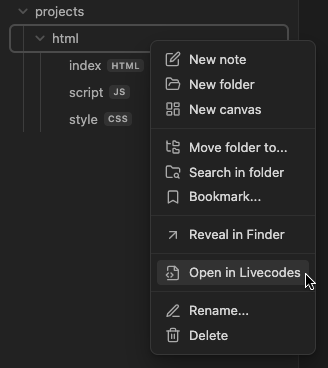 projects
html
index HTML
script JS
style CSS
New note
New folder
New canvas
Move folder to...
Search in folder
Bookmark...
Reveal in Finder
Open in Livecodes
Rename...
Delete